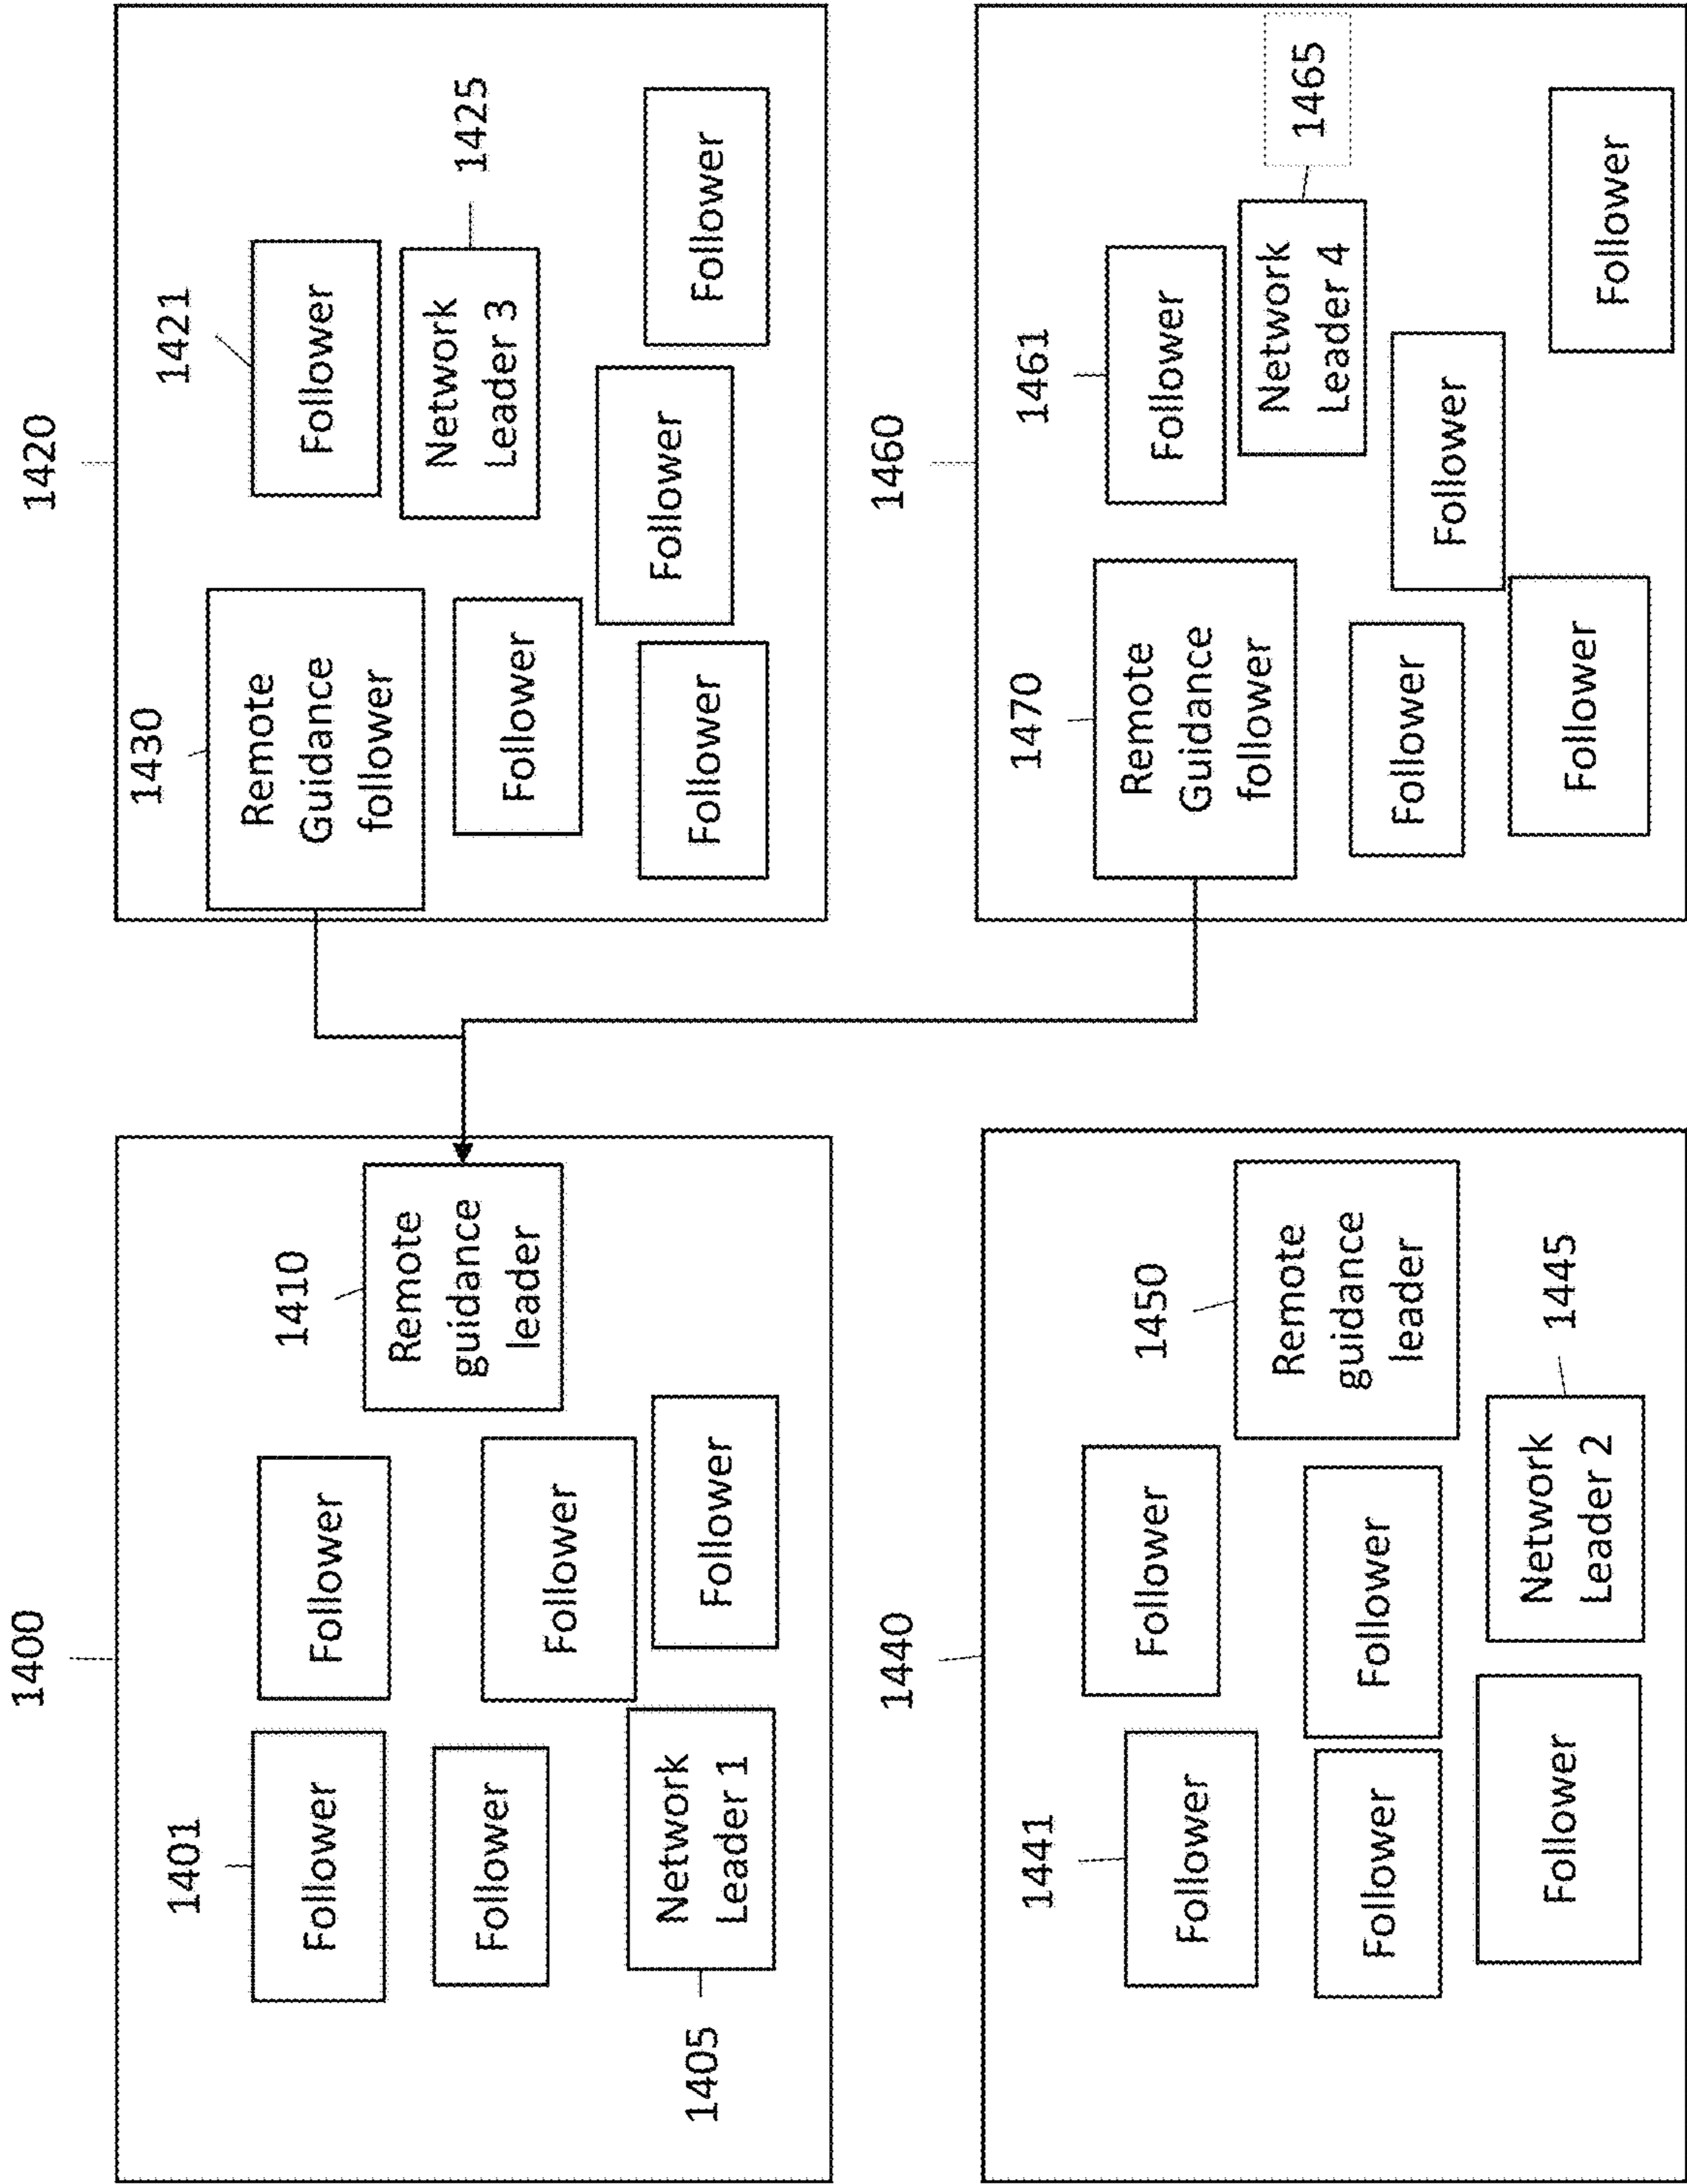 1400
1401
Follower
Follower
1410
Remote
guidance
leader
Follower
Follower
Follower
1405
Network
Leader 1
1420
1430
Remote
Guidance
follower
1421
Follower
1425
Network
Leader 3
Follower
Follower
Follower
Follower
1440
1441
Follower
Follower
1450
Remote
guidance
leader
Follower
Follower
Follower
1445
Network
Leader 2
1460
1470
Remote
Guidance
follower
1461
Follower
1465
Network
Leader 4
Follower
Follower
Follower
Follower